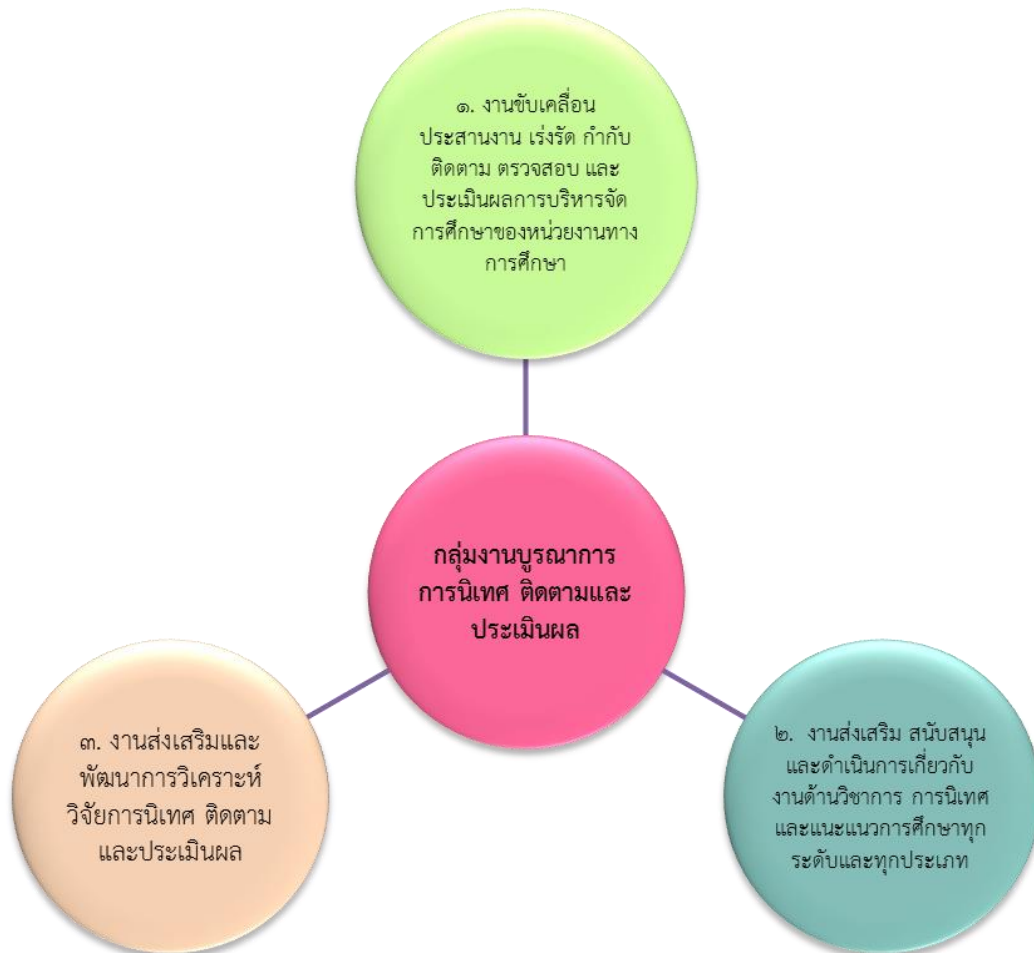 ๑. งานขับเคลื่อน
ประสานงาน เร่งรัด กำกับ
ติดตาม ตรวจสอบ และ
ประเมินผลการบริหารจัด
การศึกษาของหน่วยงานทาง
การศึกษา
กลุ่มงานบูรณาการ
การนิเทศ ติดตามและ
ประเมินผล
๓. งานส่งเสริมและ
พัฒนาการวิเคราะห์
วิจัยการนิเทศ ติดตาม
และประเมินผล
๒. งานส่งเสริม สนับสนุน
และดำเนินการเกี่ยวกับ
งานด้านวิชาการ การนิเทศ
และแนะแนวการศึกษาทุก
ระดับและทุกประเภท